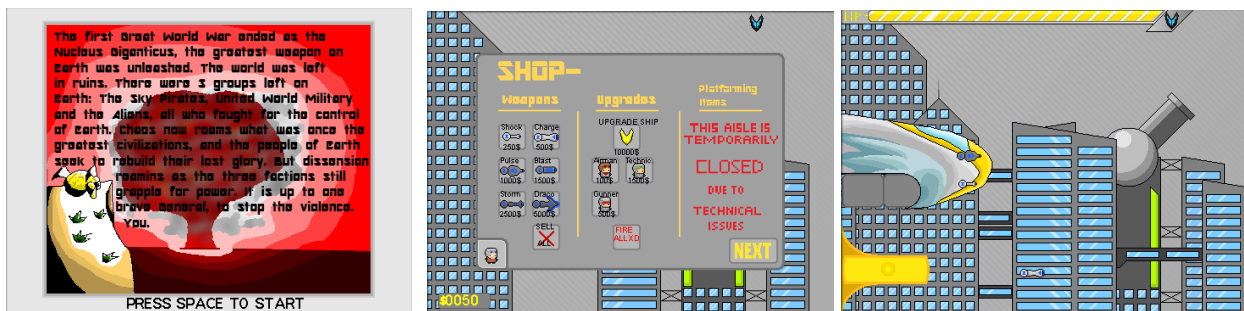 The first Great World War ended as the
Nucleus Giganticus, the greatest weapon on
Earth was unleashed. The world was left
in ruins. There were 3 groups left on
Earth: The Sky Pirates, United World Military
and the Aliens, all who fought for the control
of Earth. Chaos now roams what was once the
greatest civilizations, and the people of Earth
seek to rebuild their lost glory. But dissension
remains as the three factions still
grapple for power. It is up to one
brave General, to stop the violence.
You.
PRESS SPACE TO START
SHOP-
Weapons
Upgrades
Platforming
Items
Shock
250$
Charge
500$
Pulse
1000$
Blast
1500$
Storm
2500$
Draco
5000$
SELL
ALL
UPGRADE SHIP
10000$
Airman
100$
Technic.
1500$
Gunner
500$
FIRE
ALL XD
THIS AISLE IS
TEMPORARILY
CLOSED
DUE TO
TECHNICAL
ISSUES
NEXT
$0050
HP